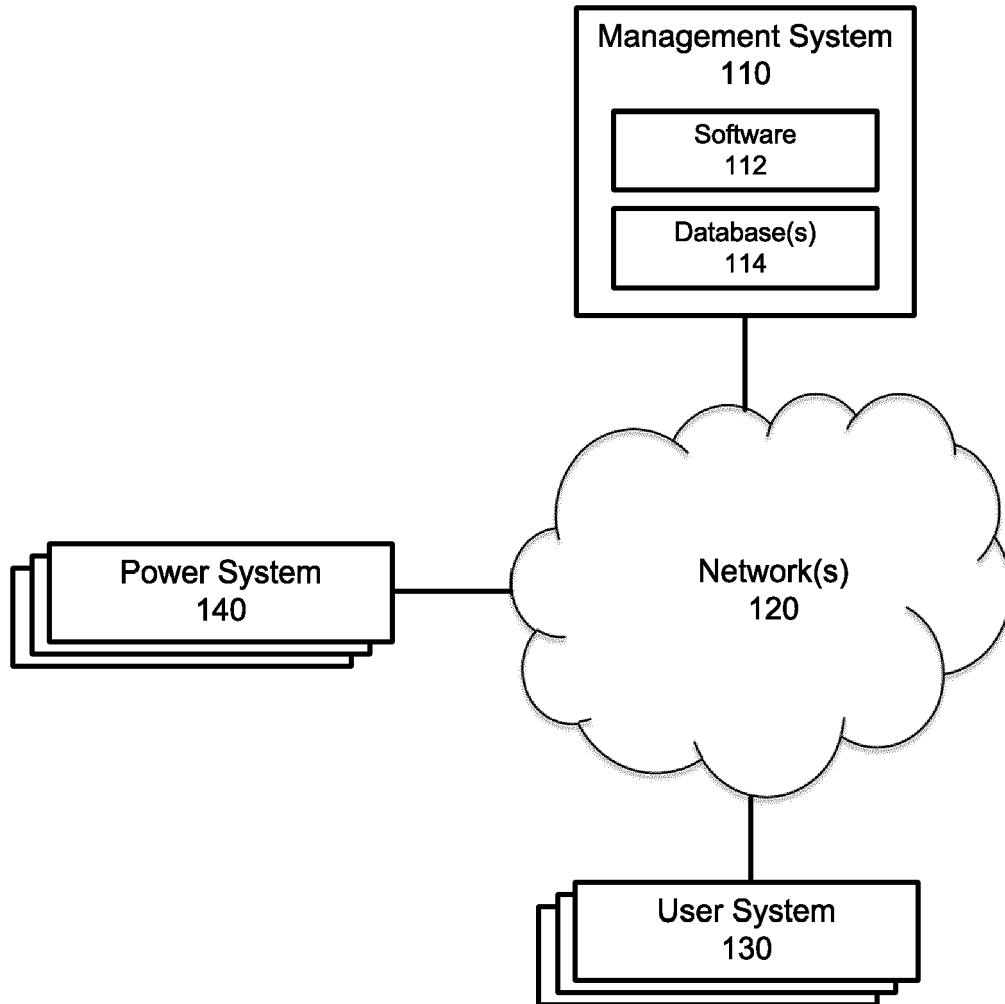 Management System
110
Software
112
Database(s)
114
Power System
140
Network(s)
120
User System
130